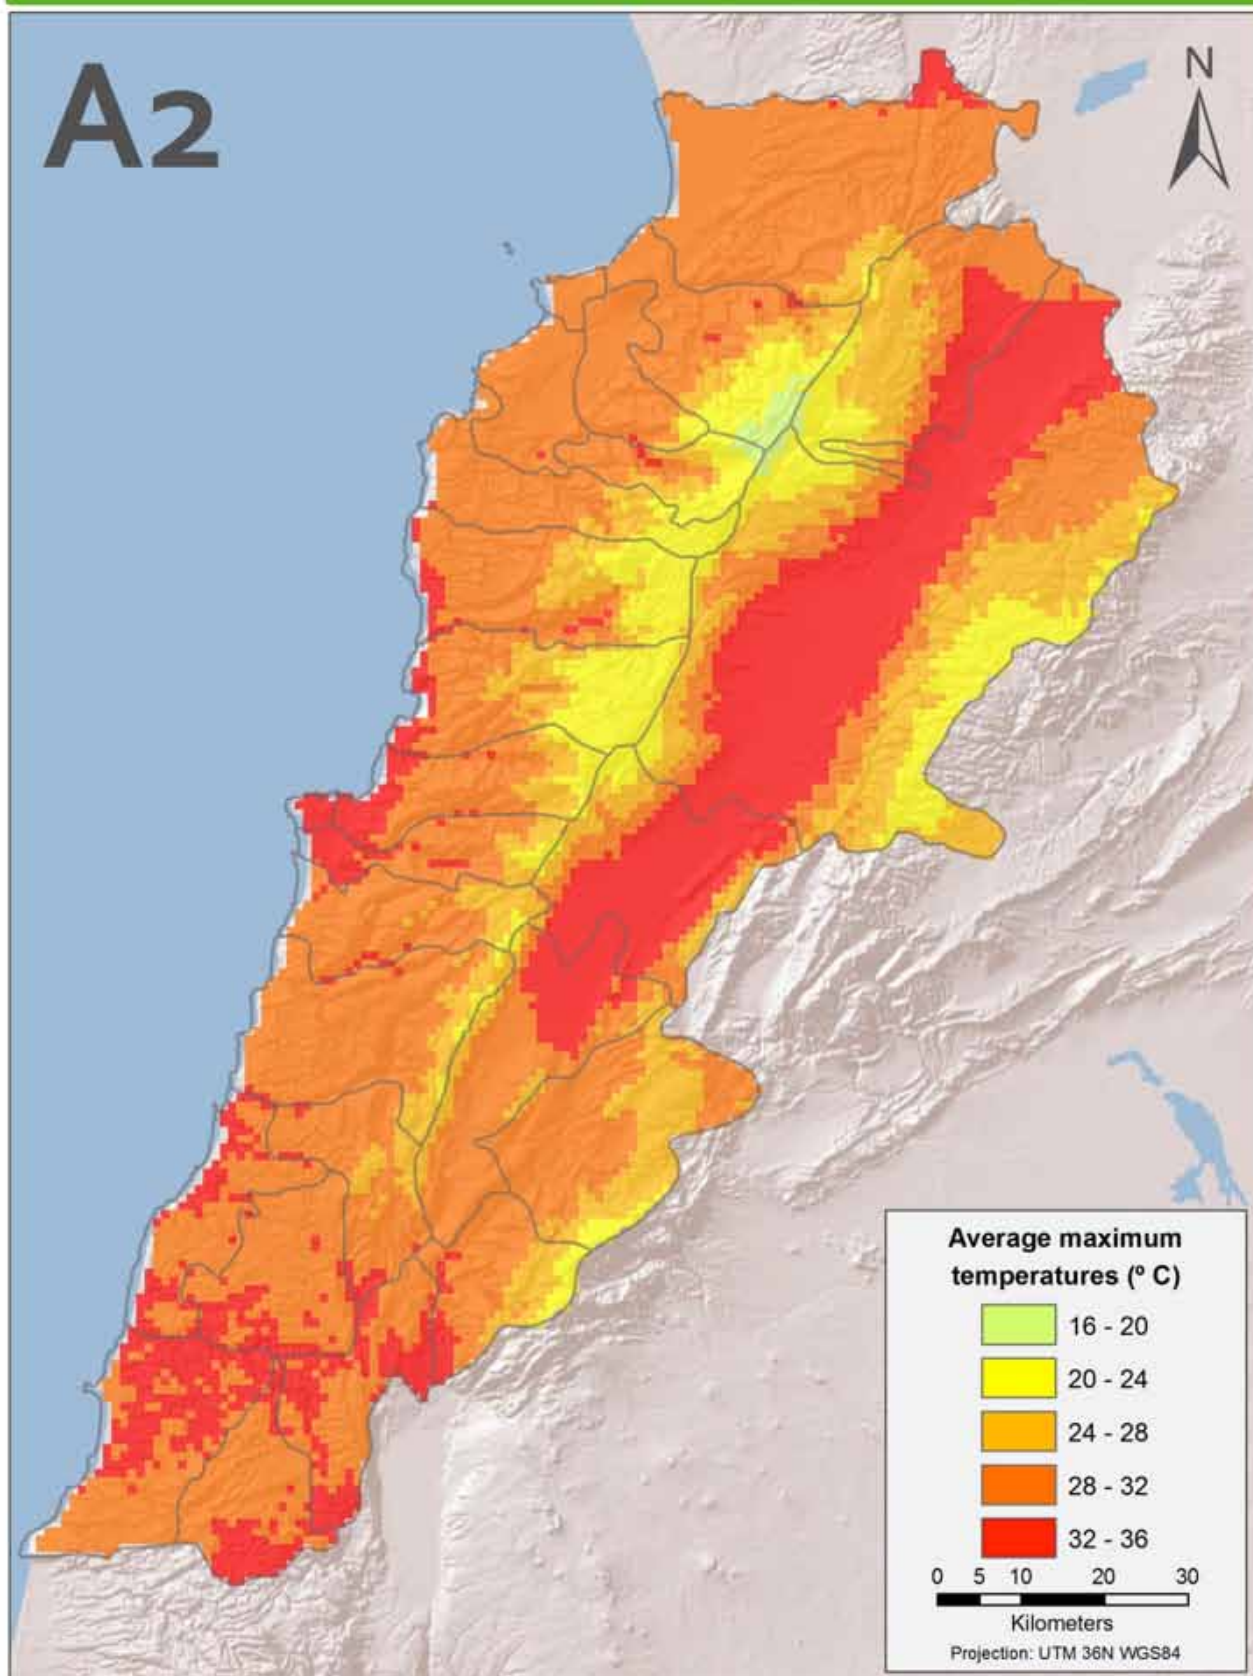 A2
N
Average maximum
temperatures (º C)
16 - 20
20 - 24
24 - 28
28 - 32
32 - 36
0 5 10 20 30
Kilometers
Projection: UTM 36N WGS84